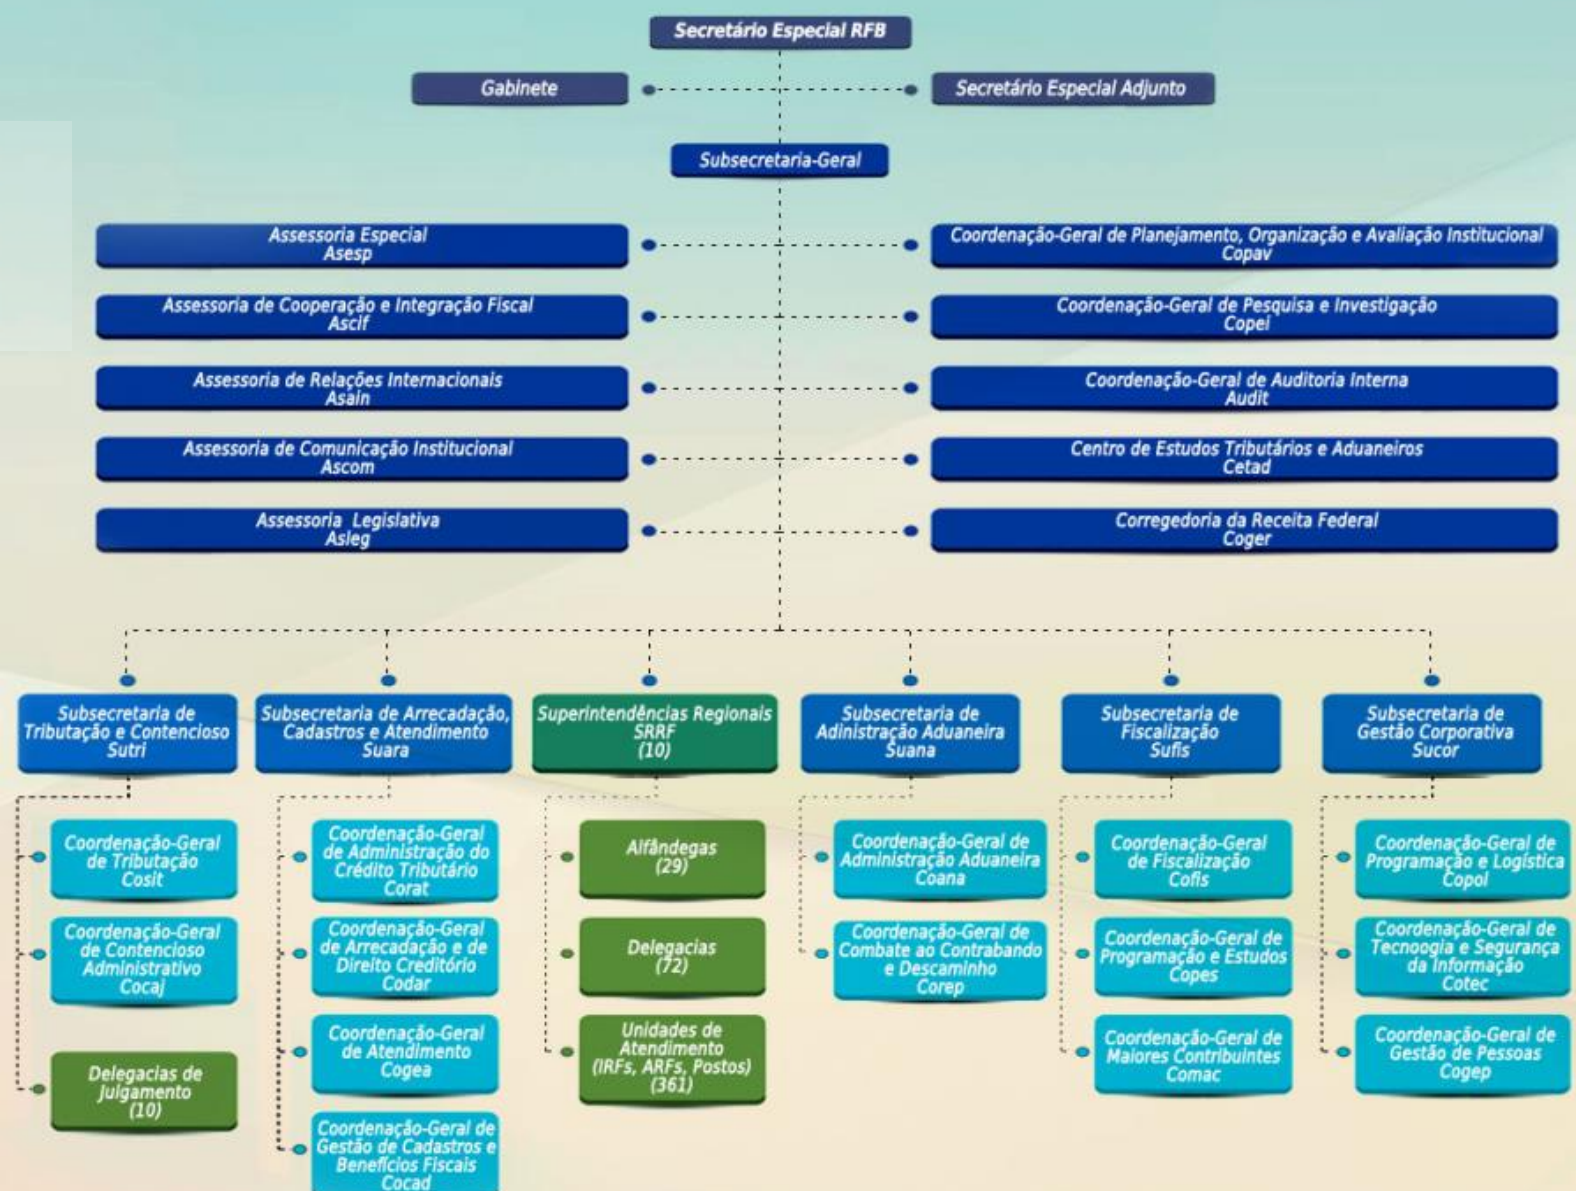 Secretário Especial RFB
Gabinete
Secretário Especial Adjunto
Subsecretaria-Geral
Assessoria Especial
Asesp
Coordenação-Geral de Planejamento, Organização e Avaliação Institucional
Copav
Assessoria de Cooperação e Integração Fiscal
Ascif
Coordenação-Geral de Pesquisa e Investigação
Copei
Assessoria de Relações Internacionais
Asain
Coordenação-Geral de Auditoria Interna
Audit
Assessoria de Comunicação Institucional
Ascom
Centro de Estudos Tributários e Aduaneiros
Cetad
Assessoria Legislativa
Asleg
Corregedoria da Receita Federal
Coger
Subsecretaria de
Tributação e Contencioso
Sutri
Subsecretaria de Arrecadação,
Cadastros e Atendimento
Suara
Superintendências Regionais
SRRF
(10)
Subsecretaria de
Adinistração Aduaneira
Suana
Subsecretaria de
Fiscalização
Sufis
Subsecretaria de
Gestão Corporativa
Sucor
Coordenação-Geral
de Tributação
Cosit
Coordenação-Geral
de Contencioso
Administrativo
Cocaj
Delegacias de
Julgamento
(10)
Coordenação-Geral
de Administração do
Crédito Tributário
Corat
Coordenação-Geral
de Arrecadação e de
Direito Creditório
Codar
Coordenação-Geral
de Atendimento
Cogea
Coordenação-Geral de
Gestão de Cadastros e
Benefícios Fiscais
Cocad
Alfândegas
(29)
Delegacias
(72)
Unidades de
Atendimento
(IRFs, ARFs, Postos)
(361)
Coordenação-Geral de
Administração Aduaneira
Coana
Coordenação-Geral de
Combate ao Contrabando
e Descaminho
Corep
Coordenação-Geral
de Fiscalização
Cofis
Coordenação-Geral de
Programação e Estudos
Copes
Coordenação-Geral de
Maiores Contribuintes
Comac
Coordenação-Geral de
Programação e Logística
Copol
Coordenação-Geral de
Tecnoogia e Segurança
da Informação
Cotec
Coordenação-Geral de
Gestão de Pessoas
Cogep